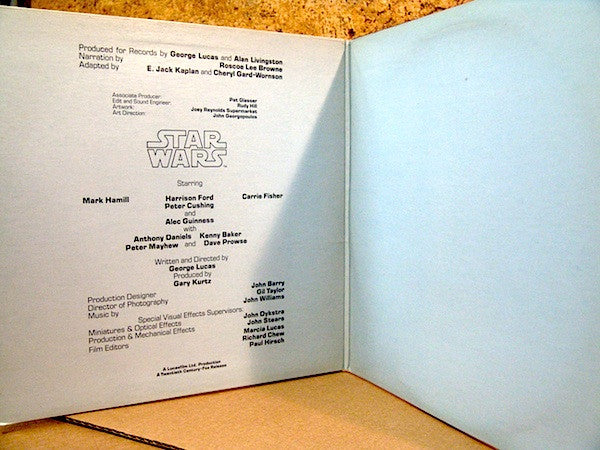 Produced for Records by George Lucas and Alan Livingston
Narration by Roscoe Lee Browne
Adapted by E. Jack Kaplan and Cheryl Gard-Wornson
Associate Producer: Pat Glasser
Edit and Sound Engineer: Rudy Hill
Artwork: Joey Reynolds Supermarket
Art Direction: John Georgopoulos
STAR WARS
Starring
Mark Hamill Harrison Ford Carrie Fisher
Peter Cushing
and
Alec Guinness
with
Anthony Daniels Kenny Baker
Peter Mayhew and Dave Prowse
Written and Directed by
George Lucas
Produced by
Gary Kurtz
Production Designer John Barry
Director of Photography Gil Taylor
Music by John Williams
Special Visual Effects Supervisors:
Miniatures & Optical Effects John Dykstra
Production & Mechanical Effects John Stears
Film Editors Marcia Lucas
Richard Chew
Paul Hirsch
A Lucasfilm Ltd. Production
A Twentieth Century-Fox Release